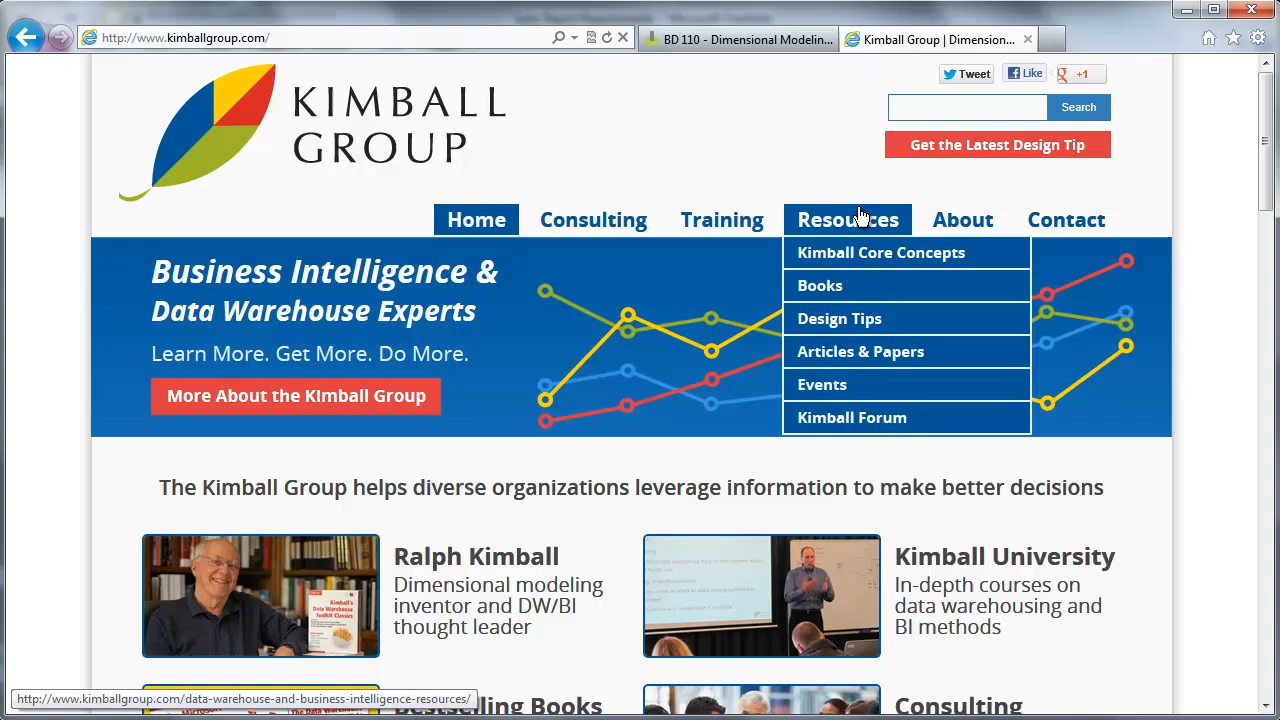 http://www.kimballgroup.com/
BD 110 - Dimensional Modelin...
Kimball Group | Dimension...
Tweet
Like
+1
KIMBALL
GROUP
Search
Get the Latest Design Tip
Home
Consulting
Training
Resources
About
Contact
Kimball Core Concepts
Books
Design Tips
Articles & Papers
Events
Kimball Forum
Business Intelligence &
Data Warehouse Experts
Learn More. Get More. Do More.
More About the KImball Group
The Kimball Group helps diverse organizations leverage information to make better decisions
Ralph Kimball
Dimensional modeling
inventor and DW/BI
thought leader
Kimball University
In-depth courses on
data warehousing and
BI methods
Bestselling Books
Consulting
http://www.kimballgroup.com/data-warehouse-and-business-intelligence-resources/